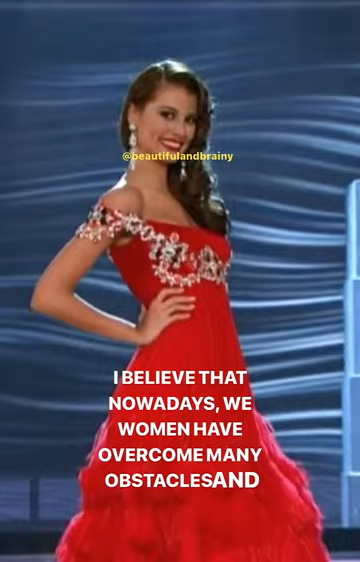 @beautifulandbrainy
I BELIEVE THAT
NOWADAYS, WE
WOMEN HAVE
OVERCOME MANY
OBSTACLESAND